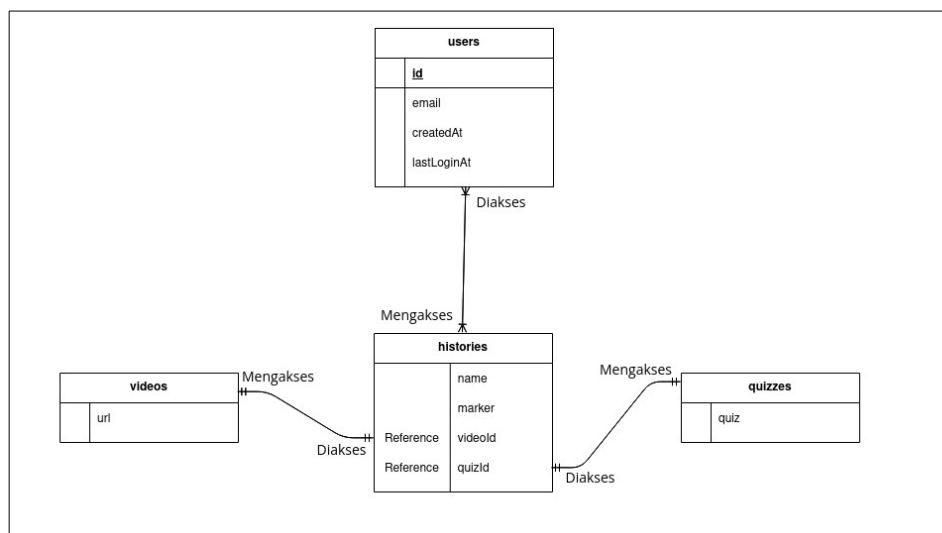 users
id
email
createdAt
lastLoginAt
Diakses
Mengakses
histories
name
marker
Reference videoId
Reference quizId
videos
url
Mengakses
Diakses
Mengakses
quizzes
quiz
Diakses